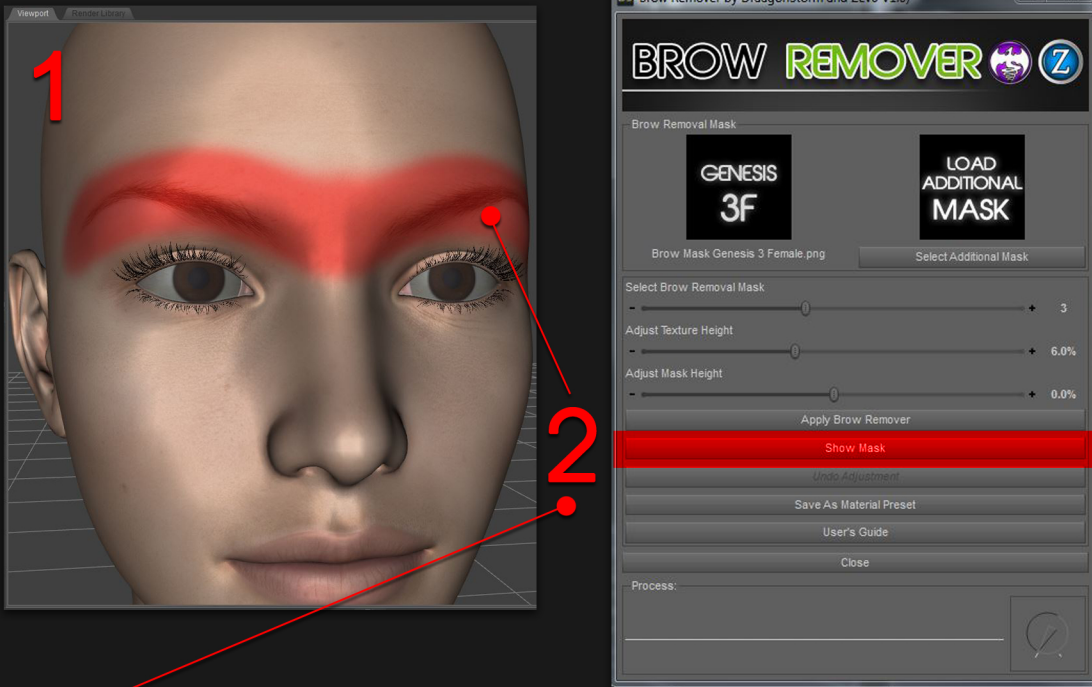 Viewport
Render Library
1
2
BROW REMOVER
Z
Brow Removal Mask
GENESIS
3F
Brow Mask Genesis 3 Female.png
LOAD
ADDITIONAL
MASK
Select Additional Mask
Select Brow Removal Mask
- + 3
Adjust Texture Height
- + 6.0%
Adjust Mask Height
- + 0.0%
Apply Brow Remover
Show Mask
Undo Adjustment
Save As Material Preset
User's Guide
Close
Process: